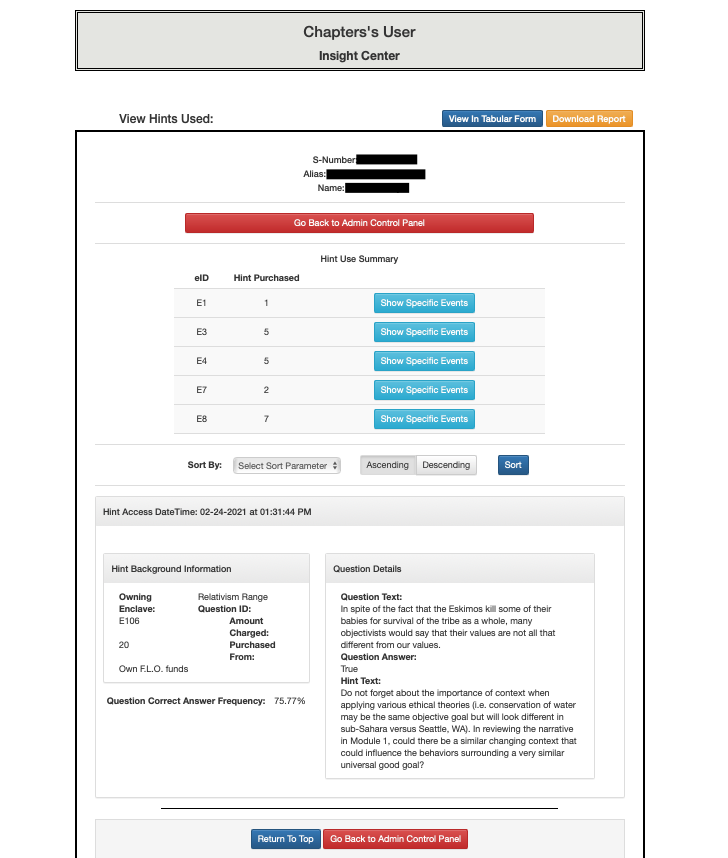 Chapters's User
Insight Center
View Hints Used:
View In Tabular Form
Download Report
S-Number:
Alias:
Name:
Go Back to Admin Control Panel
Hint Use Summary
eID Hint Purchased
E1 1 Show Specific Events
E3 5 Show Specific Events
E4 5 Show Specific Events
E7 2 Show Specific Events
E8 7 Show Specific Events
Sort By: Select Sort Parameter Ascending Descending Sort
Hint Access DateTime: 02-24-2021 at 01:31:44 PM
Hint Background Information
Owning Relativism Range
Enclave: Question ID:
E106 Amount
Charged:
20 Purchased
From:
Own F.L.O. funds
Question Correct Answer Frequency: 75.77%
Question Details
Question Text:
In spite of the fact that the Eskimos kill some of their
babies for survival of the tribe as a whole, many
objectivists would say that their values are not all that
different from our values.
Question Answer:
True
Hint Text:
Do not forget about the importance of context when
applying various ethical theories (i.e. conservation of water
may be the same objective goal but will look different in
sub-Sahara versus Seattle, WA). In reviewing the narrative
in Module 1, could there be a similar changing context that
could influence the behaviors surrounding a very similar
universal good goal?
Return To Top
Go Back to Admin Control Panel